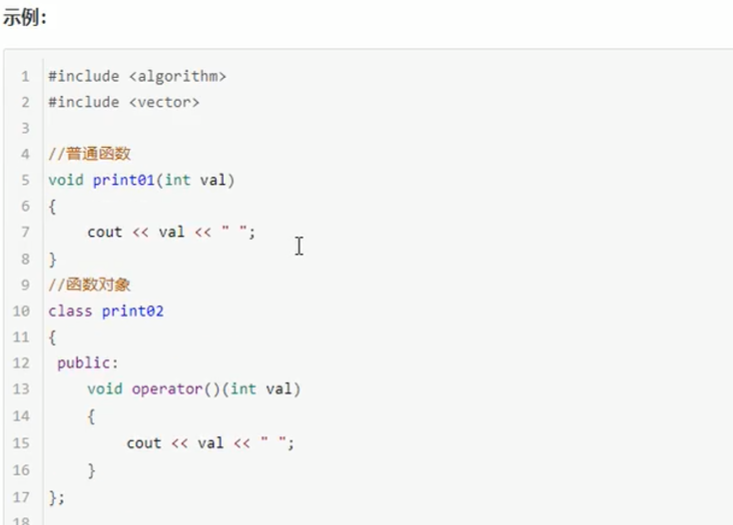 示例：
1 #include <algorithm>
2 #include <vector>
3
4 //普通函数
5 void print01(int val)
6 {
7     cout << val << " ";
8 }
9 //函数对象
10 class print02
11 {
12  public:
13     void operator()(int val)
14     {
15         cout << val << " ";
16     }
17 };
18